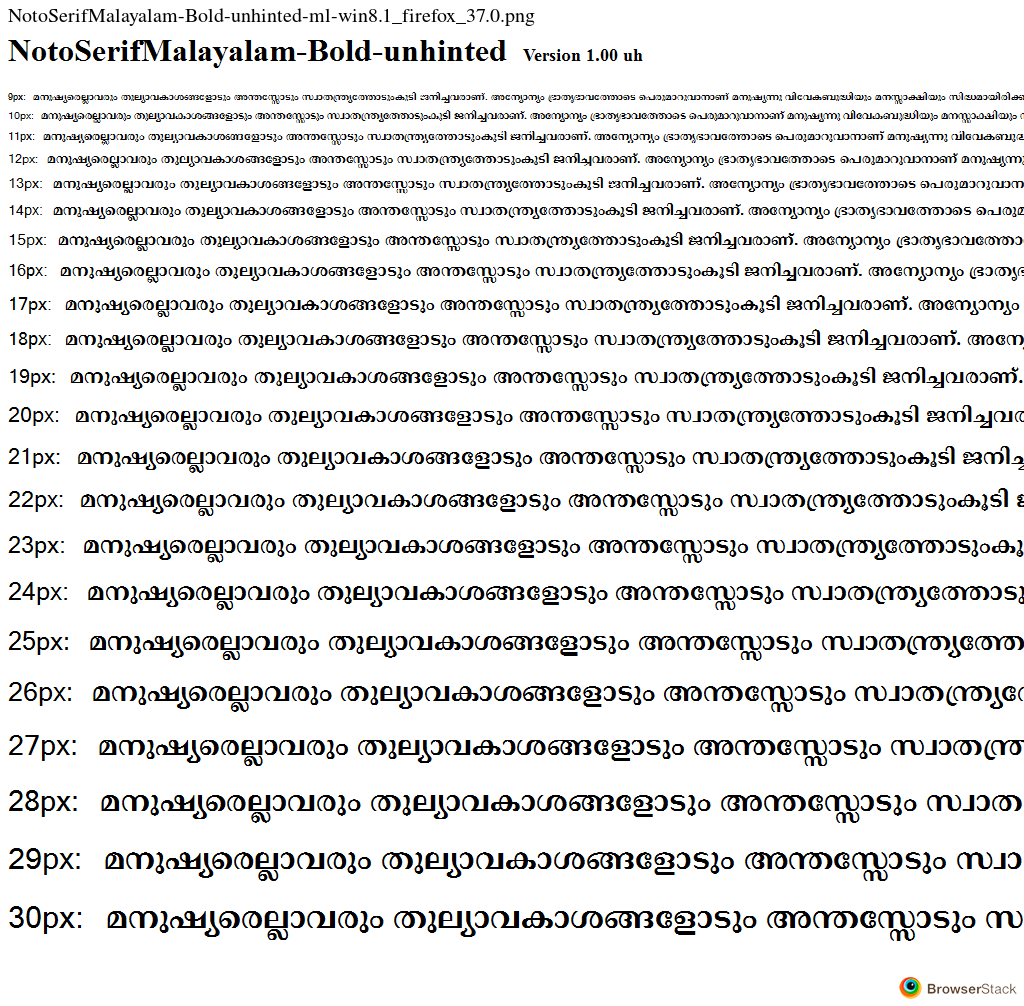 NotoSerifMalayalam-Bold-unhinted-ml-win8.1_firefox_37.0.png
NotoSerifMalayalam-Bold-unhinted Version 1.00 uh
9px: മനുഷ്യരെല്ലാവരും തുല്യാവകാശങ്ങളോടും അന്തസ്സോടും സ്വാതന്ത്ര്യത്തോടുംകൂടി ജനിച്ചവരാണ്. അന്യോന്യം ഭ്രാതൃഭാവത്തോടെ പെരുമാറുവാനാണ് മനുഷ്യന്നു വിവേകബുദ്ധിയും മനസ്സാക്ഷിയും
10px: മനുഷ്യരെല്ലാവരും തുല്യാവകാശങ്ങളോടും അന്തസ്സോടും സ്വാതന്ത്ര്യത്തോടുംകൂടി ജനിച്ചവരാണ്. അന്യോന്യം ഭ്രാതൃഭാവത്തോടെ പെരുമാറുവാനാണ് മനുഷ്യന്നു വിവേകബുദ്ധിയും മനസ്സാക്ഷിയും
11px: മനുഷ്യരെല്ലാവരും തുല്യാവകാശങ്ങളോടും അന്തസ്സോടും സ്വാതന്ത്ര്യത്തോടുംകൂടി ജനിച്ചവരാണ്. അന്യോന്യം ഭ്രാതൃഭാവത്തോടെ പെരുമാറുവാനാണ് മനുഷ്യന്നു
12px: മനുഷ്യരെല്ലാവരും തുല്യാവകാശങ്ങളോടും അന്തസ്സോടും സ്വാതന്ത്ര്യത്തോടുംകൂടി ജനിച്ചവരാണ്. അന്യോന്യം ഭ്രാതൃഭാവത്തോടെ പെരുമാറുവാനാണ് മനുഷ്യന്നു
13px: മനുഷ്യരെല്ലാവരും തുല്യാവകാശങ്ങളോടും അന്തസ്സോടും സ്വാതന്ത്ര്യത്തോടുംകൂടി ജനിച്ചവരാണ്. അന്യോന്യം ഭ്രാതൃഭാവത്തോടെ പെരുമാറുവാന
14px: മനുഷ്യരെല്ലാവരും തുല്യാവകാശങ്ങളോടും അന്തസ്സോടും സ്വാതന്ത്ര്യത്തോടുംകൂടി ജനിച്ചവരാണ്. അന്യോന്യം ഭ്രാതൃഭാവത്തോടെ പെരുമ
15px: മനുഷ്യരെല്ലാവരും തുല്യാവകാശങ്ങളോടും അന്തസ്സോടും സ്വാതന്ത്ര്യത്തോടുംകൂടി ജനിച്ചവരാണ്. അന്യോന്യം ഭ്രാതൃഭാവത്തോ
16px: മനുഷ്യരെല്ലാവരും തുല്യാവകാശങ്ങളോടും അന്തസ്സോടും സ്വാതന്ത്ര്യത്തോടുംകൂടി ജനിച്ചവരാണ്. അന്യോന്യം ഭ്രാതൃഭ
17px: മനുഷ്യരെല്ലാവരും തുല്യാവകാശങ്ങളോടും അന്തസ്സോടും സ്വാതന്ത്ര്യത്തോടുംകൂടി ജനിച്ചവരാണ്. അന്യോന്യം
18px: മനുഷ്യരെല്ലാവരും തുല്യാവകാശങ്ങളോടും അന്തസ്സോടും സ്വാതന്ത്ര്യത്തോടുംകൂടി ജനിച്ചവരാണ്. അന്യേ
19px: മനുഷ്യരെല്ലാവരും തുല്യാവകാശങ്ങളോടും അന്തസ്സോടും സ്വാതന്ത്ര്യത്തോടുംകൂടി ജനിച്ചവരാണ്.
20px: മനുഷ്യരെല്ലാവരും തുല്യാവകാശങ്ങളോടും അന്തസ്സോടും സ്വാതന്ത്ര്യത്തോടുംകൂടി ജനിച്ചവര
21px: മനുഷ്യരെല്ലാവരും തുല്യാവകാശങ്ങളോടും അന്തസ്സോടും സ്വാതന്ത്ര്യത്തോടുംകൂടി ജനിച്ച
22px: മനുഷ്യരെല്ലാവരും തുല്യാവകാശങ്ങളോടും അന്തസ്സോടും സ്വാതന്ത്ര്യത്തോടുംകൂടി
23px: മനുഷ്യരെല്ലാവരും തുല്യാവകാശങ്ങളോടും അന്തസ്സോടും സ്വാതന്ത്ര്യത്തോടുംകൂ
24px: മനുഷ്യരെല്ലാവരും തുല്യാവകാശങ്ങളോടും അന്തസ്സോടും സ്വാതന്ത്ര്യത്തോടു
25px: മനുഷ്യരെല്ലാവരും തുല്യാവകാശങ്ങളോടും അന്തസ്സോടും സ്വാതന്ത്ര്യത്തോ
26px: മനുഷ്യരെല്ലാവരും തുല്യാവകാശങ്ങളോടും അന്തസ്സോടും സ്വാതന്ത്ര്യ
27px: മനുഷ്യരെല്ലാവരും തുല്യാവകാശങ്ങളോടും അന്തസ്സോടും സ്വാതന്ത്ര
28px: മനുഷ്യരെല്ലാവരും തുല്യാവകാശങ്ങളോടും അന്തസ്സോടും സ്വാത
29px: മനുഷ്യരെല്ലാവരും തുല്യാവകാശങ്ങളോടും അന്തസ്സോടും സ്വാ
30px: മനുഷ്യരെല്ലാവരും തുല്യാവകാശങ്ങളോടും അന്തസ്സോടും സ
BrowserStack